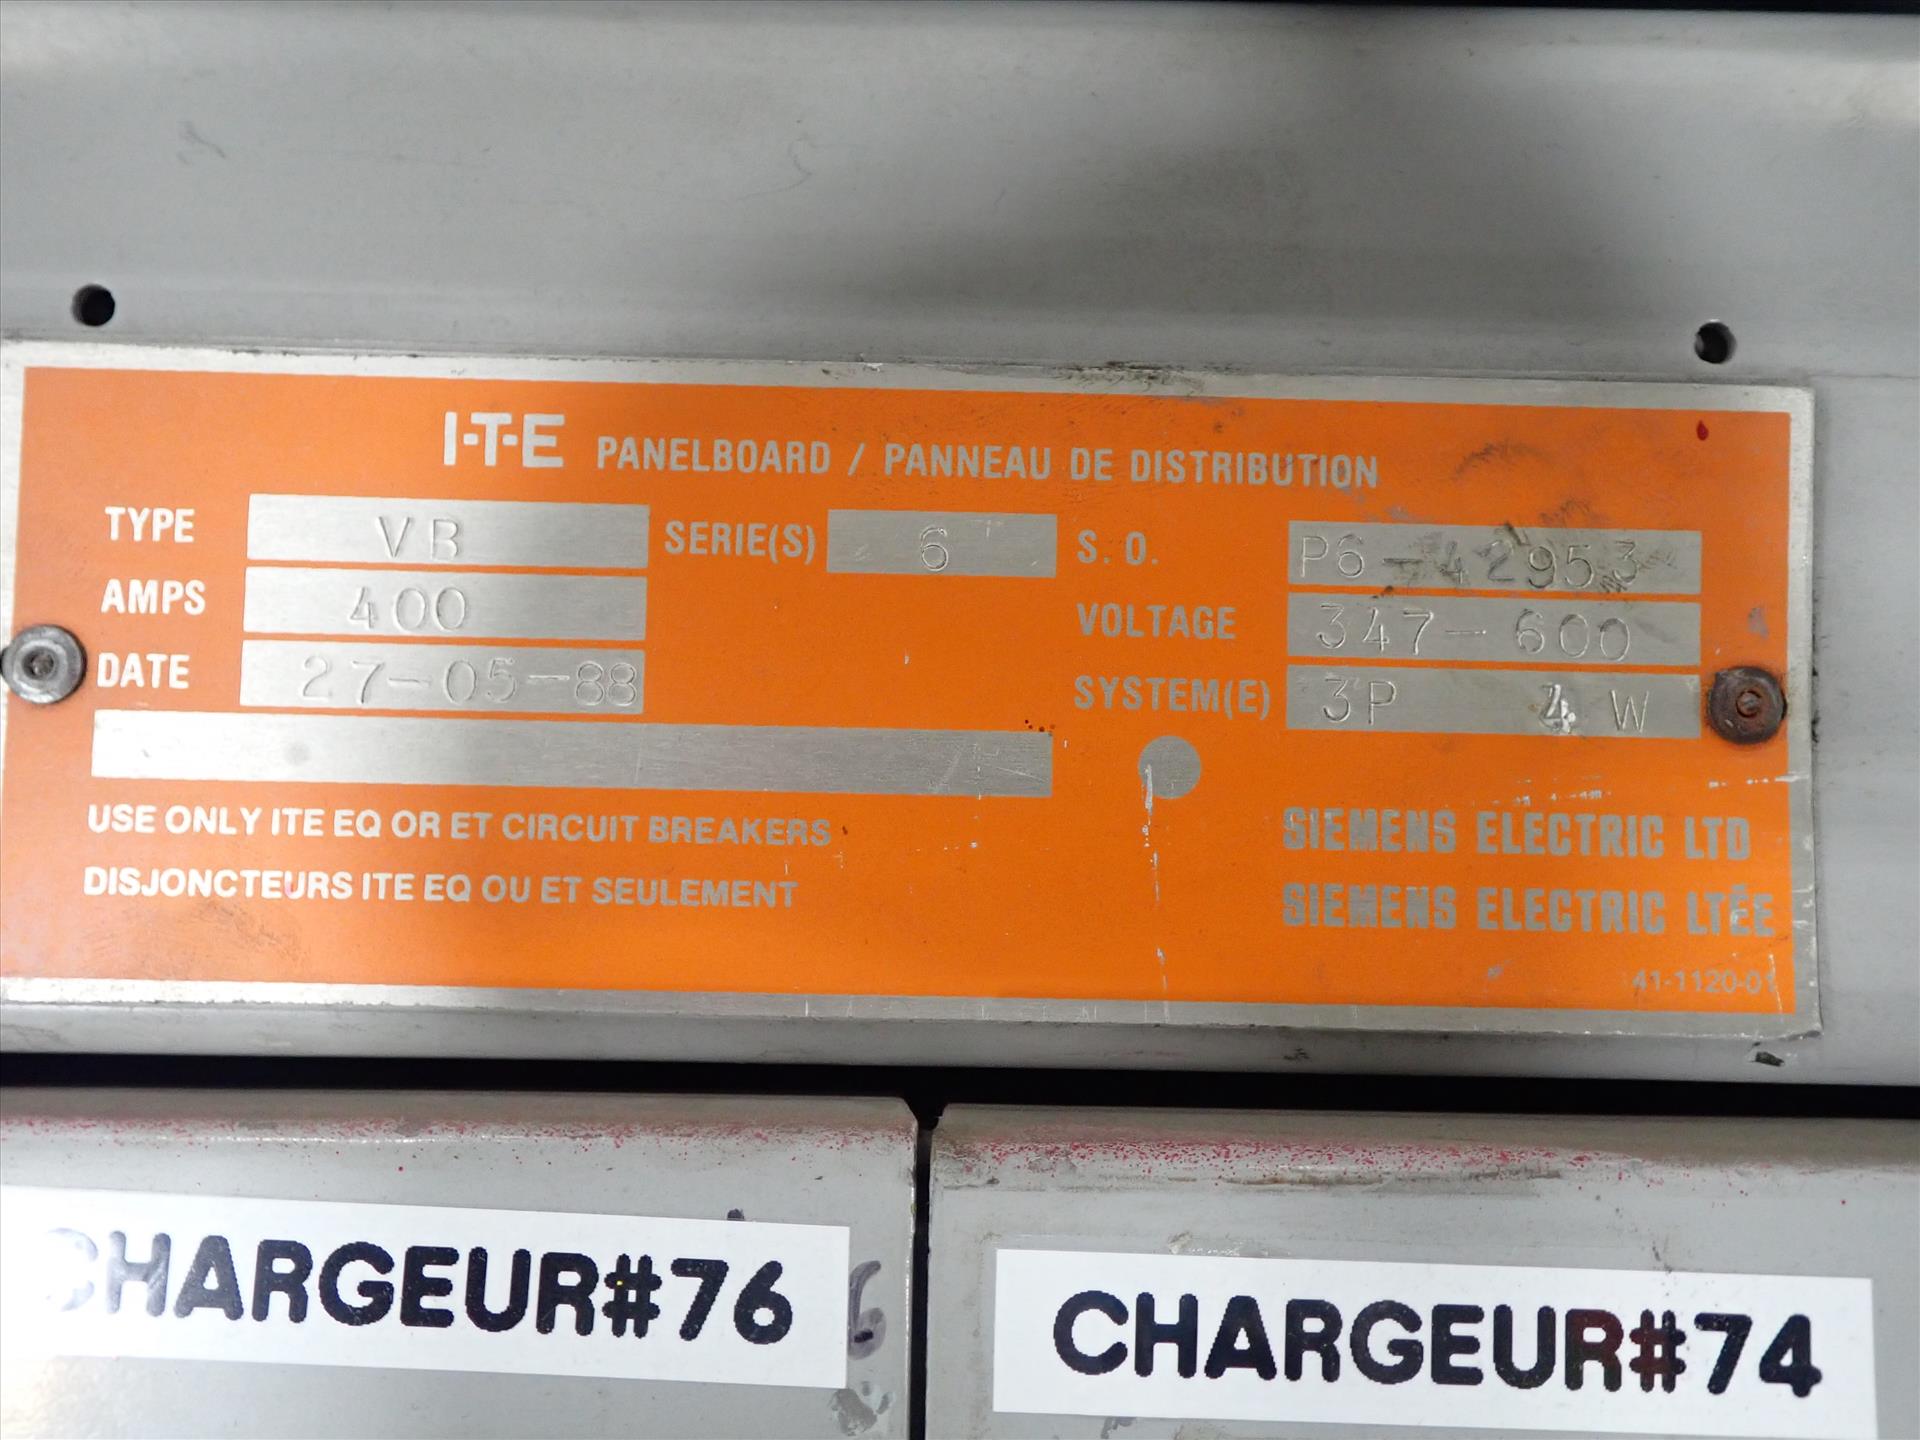 I-T-E PANELBOARD / PANNEAU DE DISTRIBUTION
TYPE VB SERIE(S) 6 S. O. P6-42953
AMPS 400 VOLTAGE 347-600
DATE 27-05-88 SYSTEM(E) 3P 4 W
USE ONLY ITE EQ OR ET CIRCUIT BREAKERS
DISJONCTEURS ITE EQ OU ET SEULEMENT
SIEMENS ELECTRIC LTD
SIEMENS ELECTRIC LTÉE
41-1120-01
CHARGEUR#76 6
CHARGEUR#74